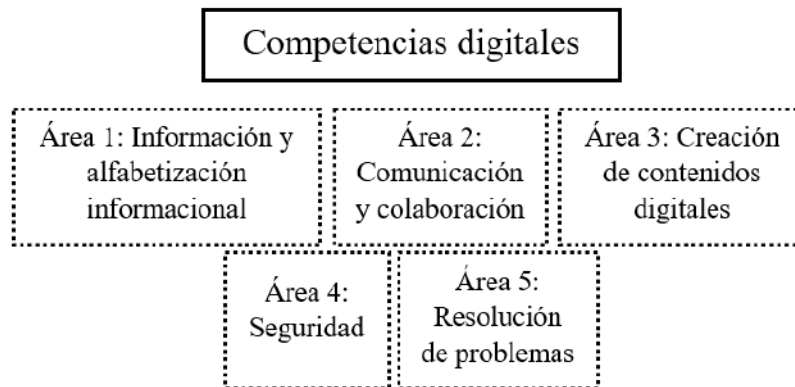 Competencias digitales
Área 1: Información y
alfabetización
informacional
Área 2:
Comunicación
y colaboración
Área 3: Creación
de contenidos
digitales
Área 4:
Seguridad
Área 5:
Resolución
de problemas